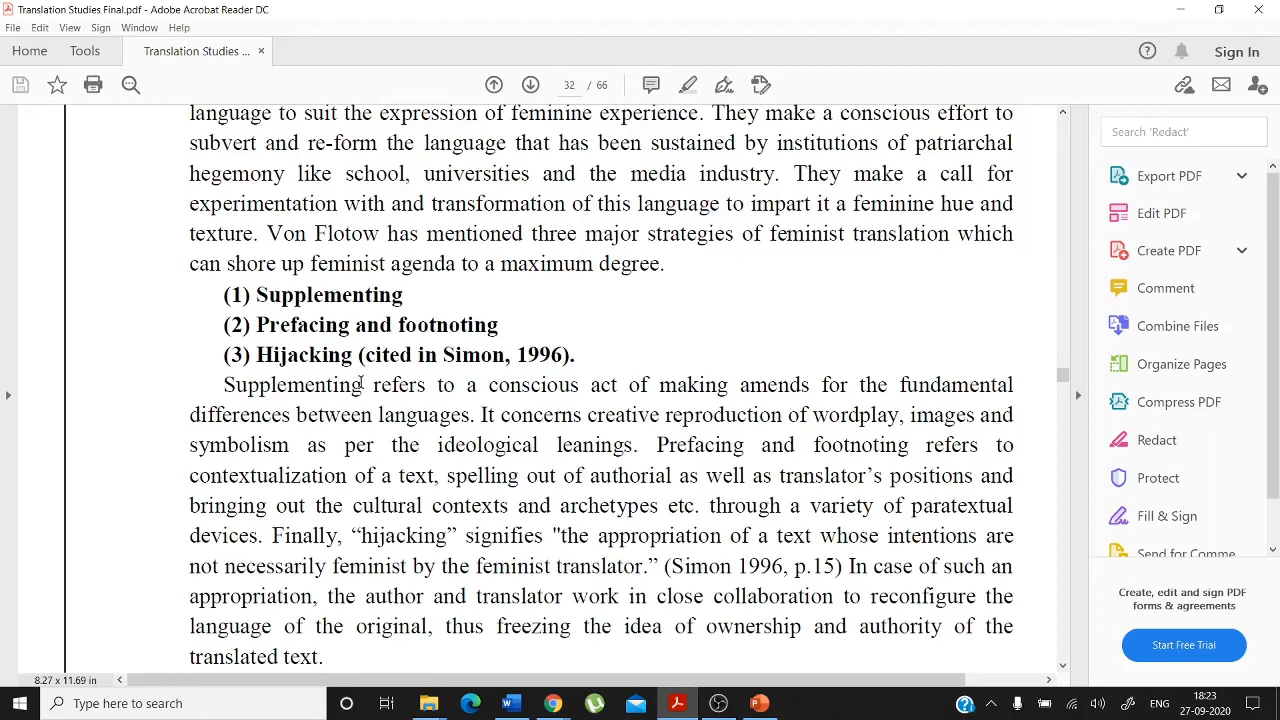 Translation Studies Final.pdf - Adobe Acrobat Reader DC
File Edit View Sign Window Help
Home Tools Translation Studies ... × Sign In
32 / 66
language to suit the expression of feminine experience. They make a conscious effort to
subvert and re-form the language that has been sustained by institutions of patriarchal
hegemony like school, universities and the media industry. They make a call for
experimentation with and transformation of this language to impart it a feminine hue and
texture. Von Flotow has mentioned three major strategies of feminist translation which
can shore up feminist agenda to a maximum degree.
(1) Supplementing
(2) Prefacing and footnoting
(3) Hijacking (cited in Simon, 1996).
Supplementing refers to a conscious act of making amends for the fundamental
differences between languages. It concerns creative reproduction of wordplay, images and
symbolism as per the ideological leanings. Prefacing and footnoting refers to
contextualization of a text, spelling out of authorial as well as translator’s positions and
bringing out the cultural contexts and archetypes etc. through a variety of paratextual
devices. Finally, “hijacking” signifies "the appropriation of a text whose intentions are
not necessarily feminist by the feminist translator.” (Simon 1996, p.15) In case of such an
appropriation, the author and translator work in close collaboration to reconfigure the
language of the original, thus freezing the idea of ownership and authority of the
translated text.
8.27 x 11.69 in
Search 'Redact'
Export PDF
Edit PDF
Create PDF
Comment
Combine Files
Organize Pages
Compress PDF
Redact
Protect
Fill & Sign
Send for Comme
Create, edit and sign PDF
forms & agreements
Start Free Trial
Type here to search
ENG
18:23
27-09-2020